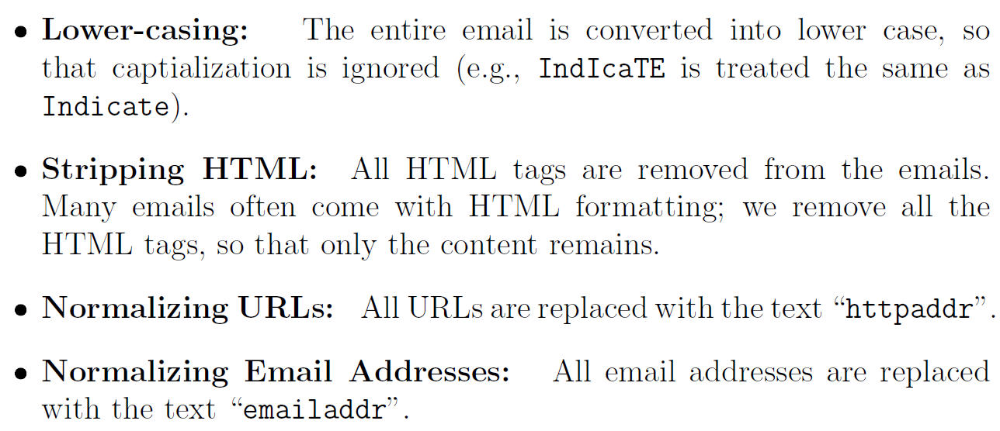 • Lower-casing: The entire email is converted into lower case, so
that captialization is ignored (e.g., IndIcaTE is treated the same as
Indicate).
• Stripping HTML: All HTML tags are removed from the emails.
Many emails often come with HTML formatting; we remove all the
HTML tags, so that only the content remains.
• Normalizing URLs: All URLs are replaced with the text “httpaddr”.
• Normalizing Email Addresses: All email addresses are replaced
with the text “emailaddr”.